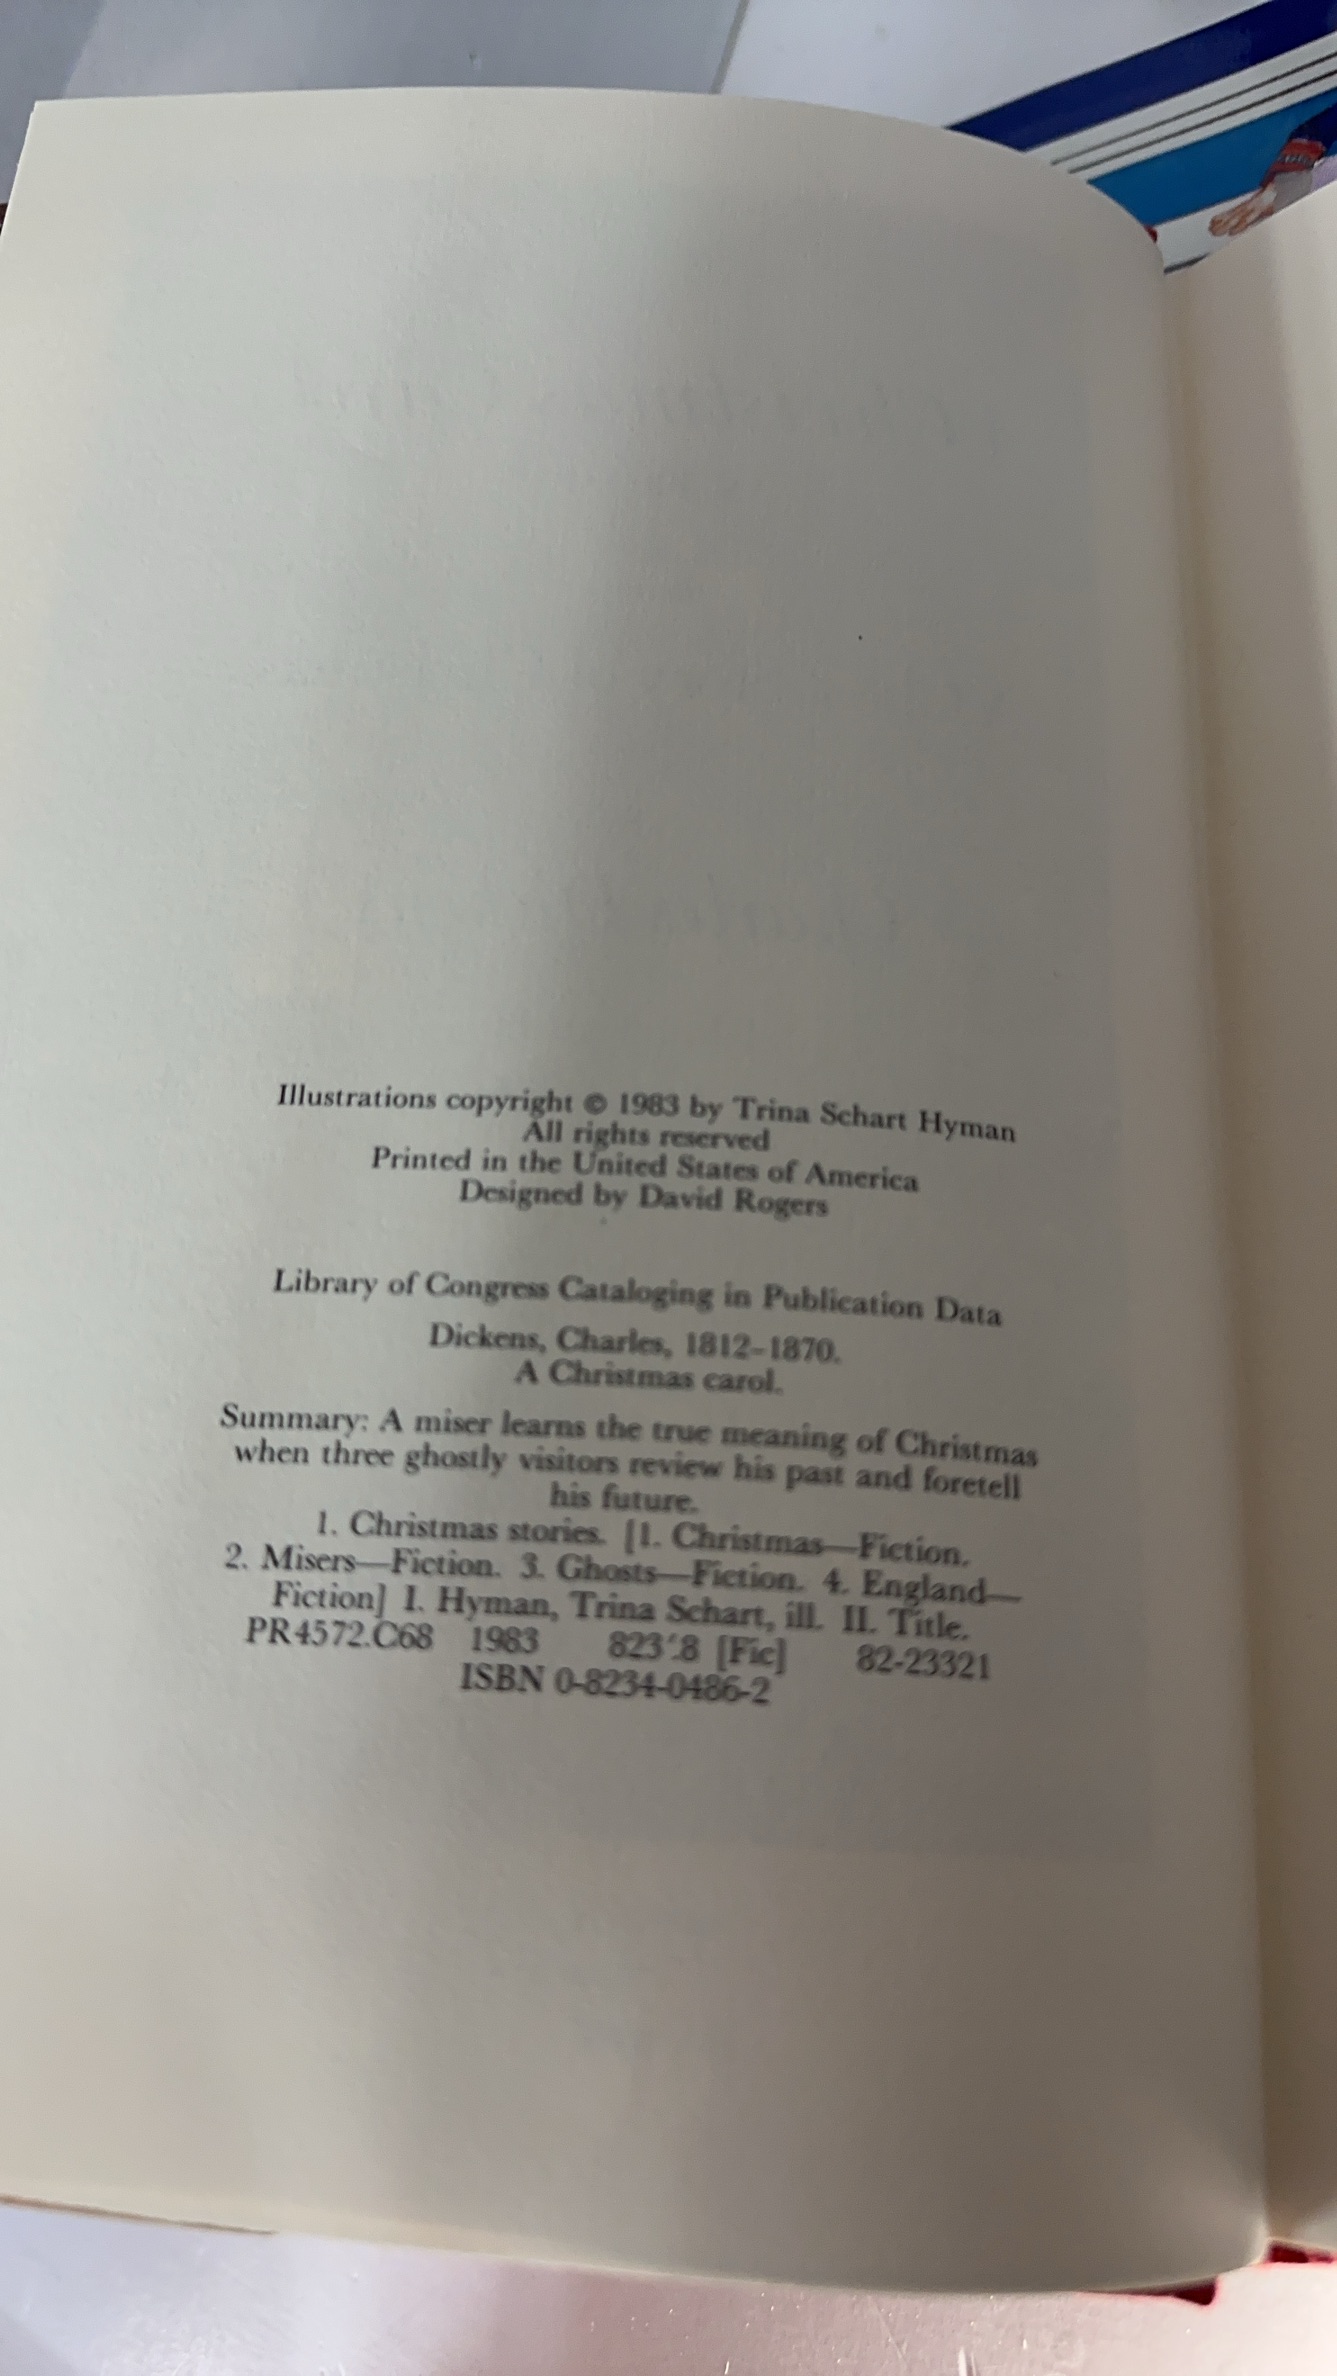 Illustrations copyright © 1983 by Trina Schart Hyman
All rights reserved
Printed in the United States of America
Designed by David Rogers
Library of Congress Cataloging in Publication Data
Dickens, Charles, 1812–1870.
A Christmas carol.
Summary: A miser learns the true meaning of Christmas
when three ghostly visitors review his past and foretell
his future.
1. Christmas stories. [1. Christmas—Fiction.
2. Misers—Fiction. 3. Ghosts—Fiction. 4. England—
Fiction] I. Hyman, Trina Schart, ill. II. Title.
PR4572.C68 1983 823'.8 [Fic] 82-23321
ISBN 0-8234-0486-2